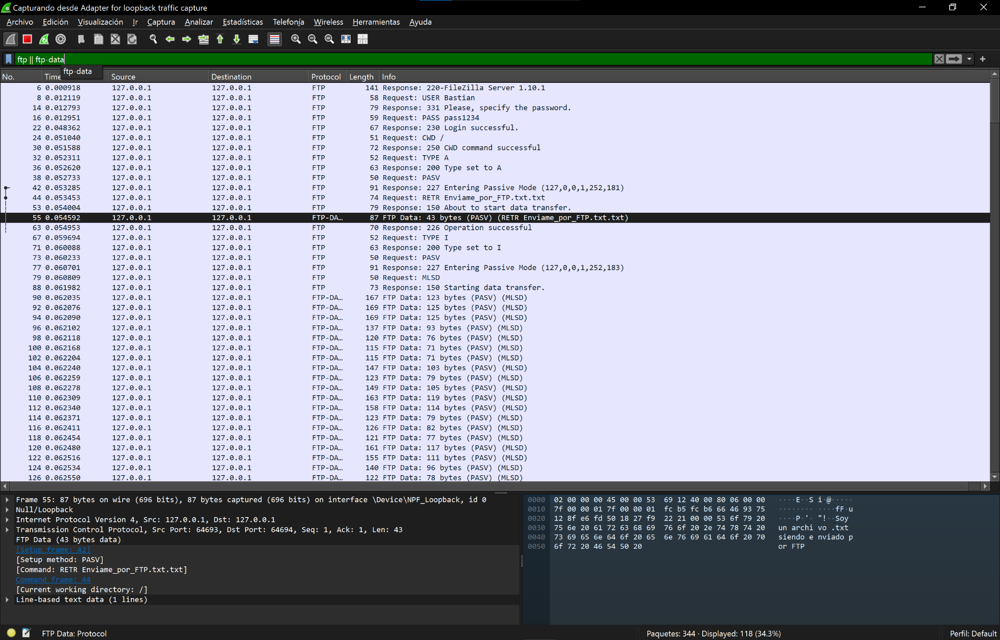 Capturando desde Adapter for loopback traffic capture
Archivo Edición Visualización Ir Captura Analizar Estadísticas Telefonía Wireless Herramientas Ayuda
ftp || ftp-data
ftp-data
No. Time Source Destination Protocol Length Info
6 0.000918 127.0.0.1 127.0.0.1 FTP 141 Response: 220-FileZilla Server 1.10.1
8 0.012119 127.0.0.1 127.0.0.1 FTP 58 Request: USER Bastian
14 0.012793 127.0.0.1 127.0.0.1 FTP 79 Response: 331 Please, specify the password.
16 0.012951 127.0.0.1 127.0.0.1 FTP 59 Request: PASS pass1234
22 0.048362 127.0.0.1 127.0.0.1 FTP 67 Response: 230 Login successful.
24 0.051040 127.0.0.1 127.0.0.1 FTP 51 Request: CWD /
30 0.051588 127.0.0.1 127.0.0.1 FTP 72 Response: 250 CWD command successful
32 0.052311 127.0.0.1 127.0.0.1 FTP 52 Request: TYPE A
36 0.052620 127.0.0.1 127.0.0.1 FTP 63 Response: 200 Type set to A
38 0.052733 127.0.0.1 127.0.0.1 FTP 50 Request: PASV
42 0.053285 127.0.0.1 127.0.0.1 FTP 91 Response: 227 Entering Passive Mode (127,0,0,1,252,181)
44 0.053453 127.0.0.1 127.0.0.1 FTP 74 Request: RETR Enviame_por_FTP.txt.txt
53 0.054004 127.0.0.1 127.0.0.1 FTP 79 Response: 150 About to start data transfer.
55 0.054592 127.0.0.1 127.0.0.1 FTP-DA… 87 FTP Data: 43 bytes (PASV) (RETR Enviame_por_FTP.txt.txt)
63 0.054953 127.0.0.1 127.0.0.1 FTP 70 Response: 226 Operation successful
67 0.059694 127.0.0.1 127.0.0.1 FTP 52 Request: TYPE I
71 0.060088 127.0.0.1 127.0.0.1 FTP 63 Response: 200 Type set to I
73 0.060233 127.0.0.1 127.0.0.1 FTP 50 Request: PASV
77 0.060701 127.0.0.1 127.0.0.1 FTP 91 Response: 227 Entering Passive Mode (127,0,0,1,252,183)
79 0.060809 127.0.0.1 127.0.0.1 FTP 50 Request: MLSD
88 0.061982 127.0.0.1 127.0.0.1 FTP 73 Response: 150 Starting data transfer.
90 0.062035 127.0.0.1 127.0.0.1 FTP-DA… 167 FTP Data: 123 bytes (PASV) (MLSD)
92 0.062076 127.0.0.1 127.0.0.1 FTP-DA… 169 FTP Data: 125 bytes (PASV) (MLSD)
94 0.062090 127.0.0.1 127.0.0.1 FTP-DA… 169 FTP Data: 125 bytes (PASV) (MLSD)
96 0.062102 127.0.0.1 127.0.0.1 FTP-DA… 137 FTP Data: 93 bytes (PASV) (MLSD)
98 0.062118 127.0.0.1 127.0.0.1 FTP-DA… 120 FTP Data: 76 bytes (PASV) (MLSD)
100 0.062168 127.0.0.1 127.0.0.1 FTP-DA… 115 FTP Data: 71 bytes (PASV) (MLSD)
102 0.062204 127.0.0.1 127.0.0.1 FTP-DA… 115 FTP Data: 71 bytes (PASV) (MLSD)
104 0.062240 127.0.0.1 127.0.0.1 FTP-DA… 147 FTP Data: 103 bytes (PASV) (MLSD)
106 0.062259 127.0.0.1 127.0.0.1 FTP-DA… 123 FTP Data: 79 bytes (PASV) (MLSD)
108 0.062278 127.0.0.1 127.0.0.1 FTP-DA… 149 FTP Data: 105 bytes (PASV) (MLSD)
110 0.062309 127.0.0.1 127.0.0.1 FTP-DA… 163 FTP Data: 119 bytes (PASV) (MLSD)
112 0.062340 127.0.0.1 127.0.0.1 FTP-DA… 158 FTP Data: 114 bytes (PASV) (MLSD)
114 0.062371 127.0.0.1 127.0.0.1 FTP-DA… 123 FTP Data: 79 bytes (PASV) (MLSD)
116 0.062411 127.0.0.1 127.0.0.1 FTP-DA… 126 FTP Data: 82 bytes (PASV) (MLSD)
118 0.062454 127.0.0.1 127.0.0.1 FTP-DA… 121 FTP Data: 77 bytes (PASV) (MLSD)
120 0.062480 127.0.0.1 127.0.0.1 FTP-DA… 161 FTP Data: 117 bytes (PASV) (MLSD)
122 0.062516 127.0.0.1 127.0.0.1 FTP-DA… 155 FTP Data: 111 bytes (PASV) (MLSD)
124 0.062534 127.0.0.1 127.0.0.1 FTP-DA… 140 FTP Data: 96 bytes (PASV) (MLSD)
126 0.062550 127.0.0.1 127.0.0.1 FTP-DA… 122 FTP Data: 78 bytes (PASV) (MLSD)
Frame 55: 87 bytes on wire (696 bits), 87 bytes captured (696 bits) on interface \Device\NPF_Loopback, id 0
Null/Loopback
Internet Protocol Version 4, Src: 127.0.0.1, Dst: 127.0.0.1
Transmission Control Protocol, Src Port: 64693, Dst Port: 64694, Seq: 1, Ack: 1, Len: 43
FTP Data (43 bytes data)
[Setup frame: 42]
[Setup method: PASV]
[Command: RETR Enviame_por_FTP.txt.txt]
Command frame: 44
[Current working directory: /]
Line-based text data (1 lines)
0000 02 00 00 00 45 00 00 53 69 12 40 00 80 06 00 00 ····E··S i·@·····
0010 7f 00 00 01 7f 00 00 01 fc b5 fc b6 66 46 93 75 ········ ····fF·u
0020 12 8f e6 fd 50 18 27 f9 22 21 00 00 53 6f 79 20 ····P·'· "!··Soy
0030 75 6e 20 61 72 63 68 69 76 6f 20 2e 74 78 74 20 un archi vo .txt
0040 73 69 65 6e 64 6f 20 65 6e 76 69 61 64 6f 20 70 siendo e nviado p
0050 6f 72 20 46 54 50 20 or FTP
FTP Data: Protocol
Paquetes: 344 · Displayed: 118 (34.3%)
Perfil: Default